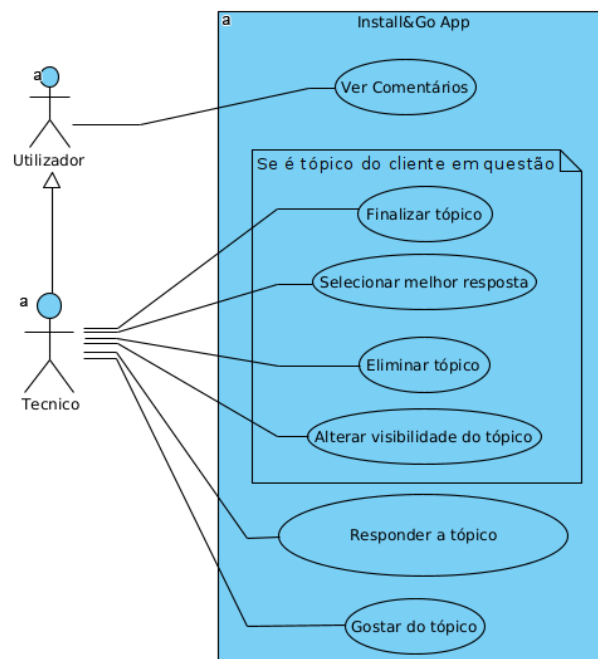 a
Install&Go App
a
Ver Comentários
Utilizador
Se é tópico do cliente em questão
Finalizar tópico
Selecionar melhor resposta
a
Eliminar tópico
Tecnico
Alterar visibilidade do tópico
Responder a tópico
Gostar do tópico